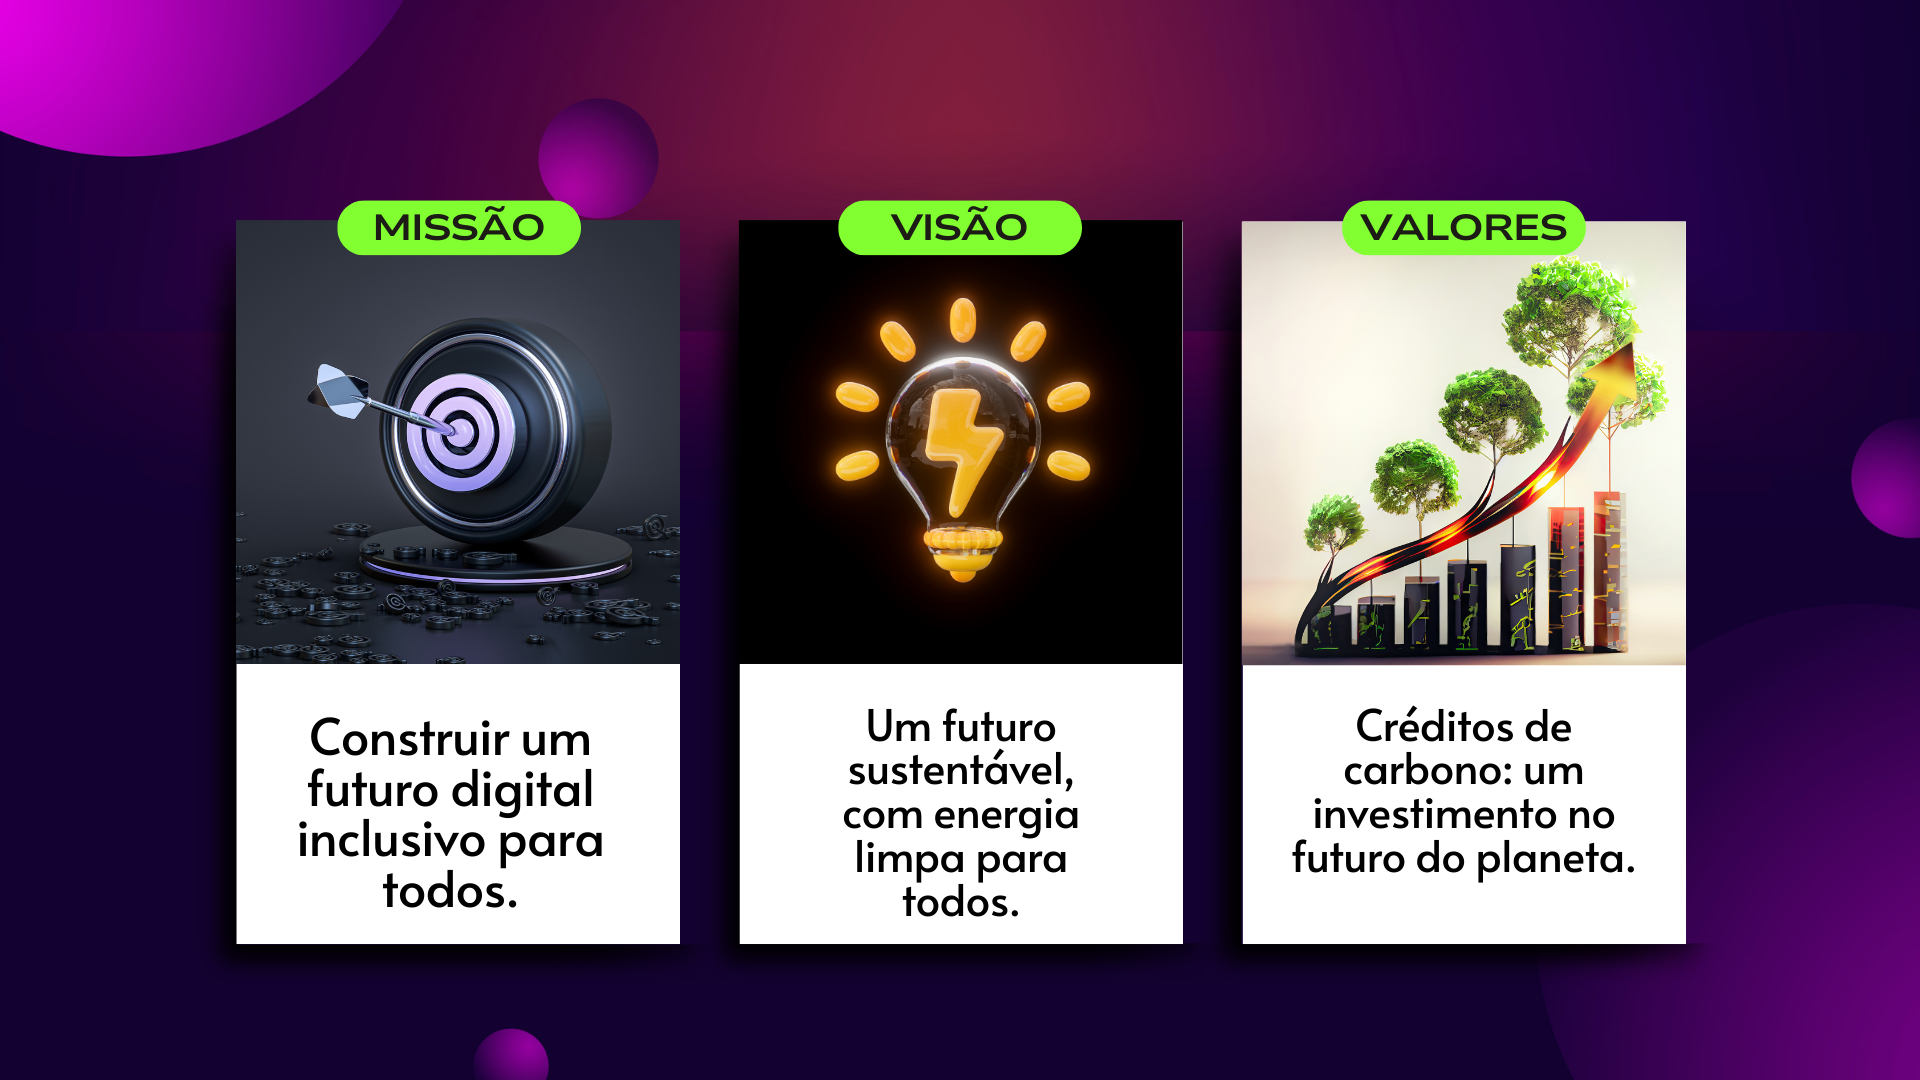 MISSÃO
Construir um
futuro digital
inclusivo para
todos.
VISÃO
Um futuro
sustentável,
com energia
limpa para
todos.
VALORES
Créditos de
carbono: um
investimento no
futuro do planeta.